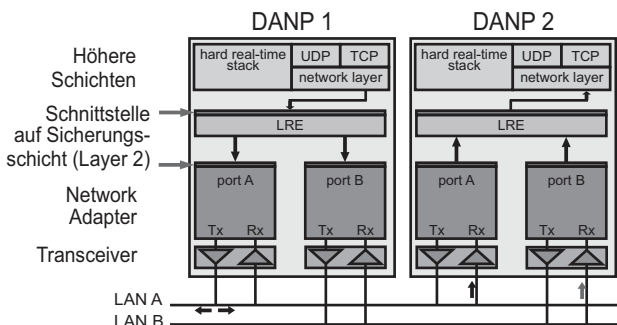 DANP 1 DANP 2
Höhere
Schichten
hard real-time
stack
UDP TCP
network layer
hard real-time
stack
UDP TCP
network layer
Schnittstelle
auf Sicherungs-
schicht (Layer 2)
LRE
LRE
Network
Adapter
port A
port B
port A
port B
Tx Rx
Tx Rx
Tx Rx
Tx Rx
Transceiver
LAN A
LAN B